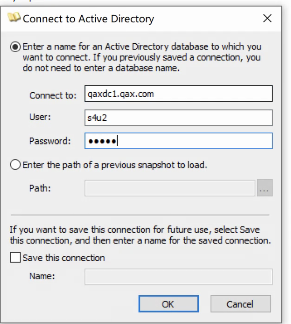 Connect to Active Directory
Enter a name for an Active Directory database to which you
want to connect. If you previously saved a connection, you
do not need to enter a database name.
Connect to: qaxdc1.qax.com
User: s4u2
Password: ●●●●●
Enter the path of a previous snapshot to load.
Path: ...
If you want to save this connection for future use, select Save
this connection, and then enter a name for the saved connection.
Save this connection
Name:
OK Cancel